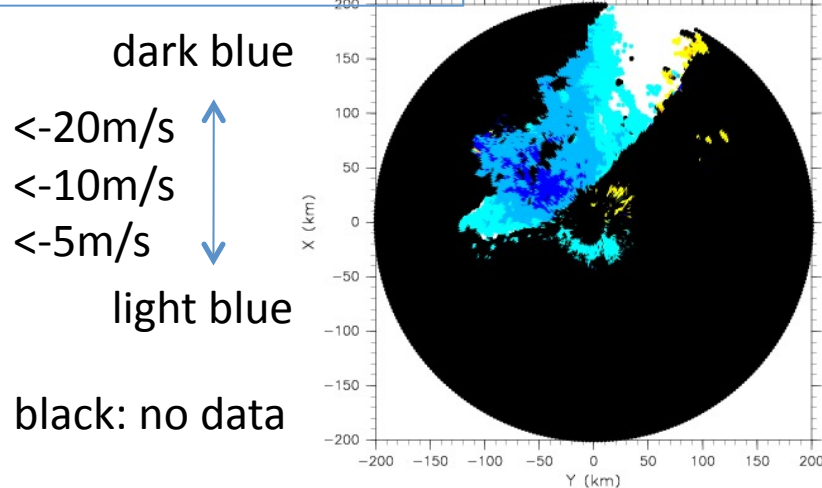 dark blue
<-20m/s
<-10m/s
<-5m/s
light blue
black: no data
200
150
100
50
0
-50
-100
-150
-200
X (km)
-200 -150 -100 -50 0 50 100 150 200
Y (km)